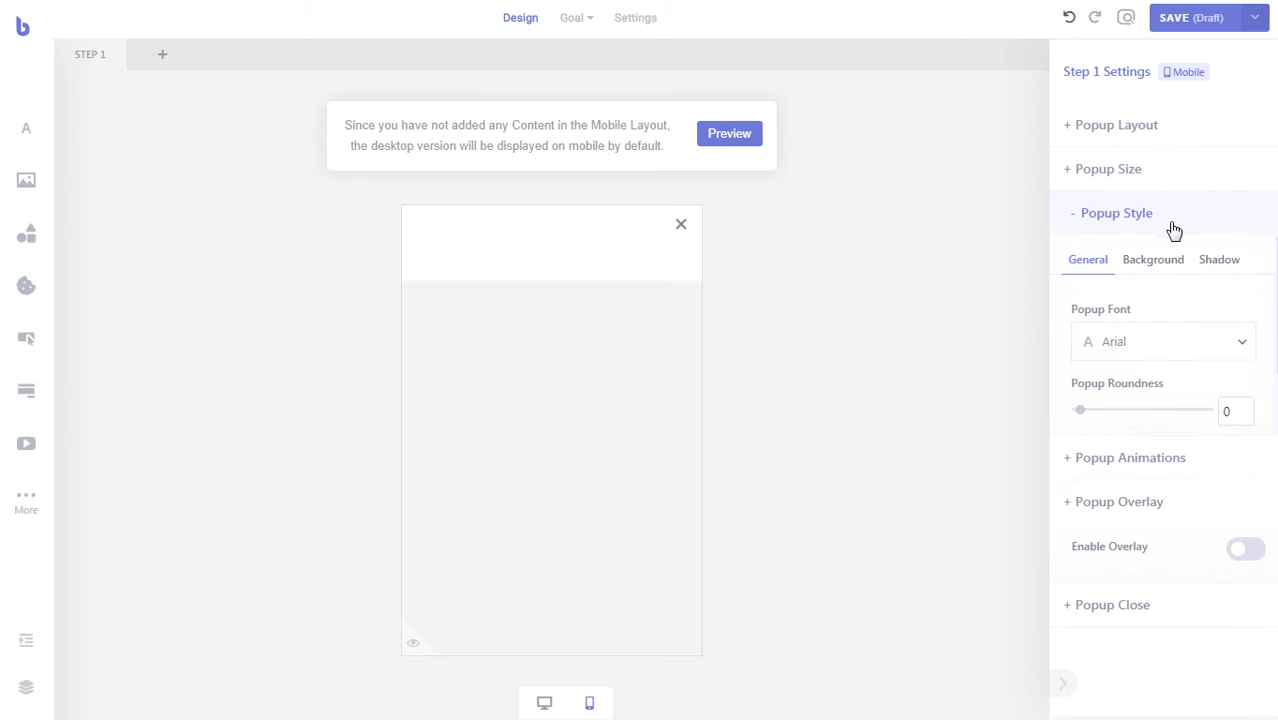 Design
Goal
Settings
SAVE (Draft)
STEP 1
+
Since you have not added any Content in the Mobile Layout,
the desktop version will be displayed on mobile by default.
Preview
More
Step 1 Settings
Mobile
+ Popup Layout
+ Popup Size
- Popup Style
General
Background
Shadow
Popup Font
A Arial
Popup Roundness
0
+ Popup Animations
+ Popup Overlay
Enable Overlay
+ Popup Close